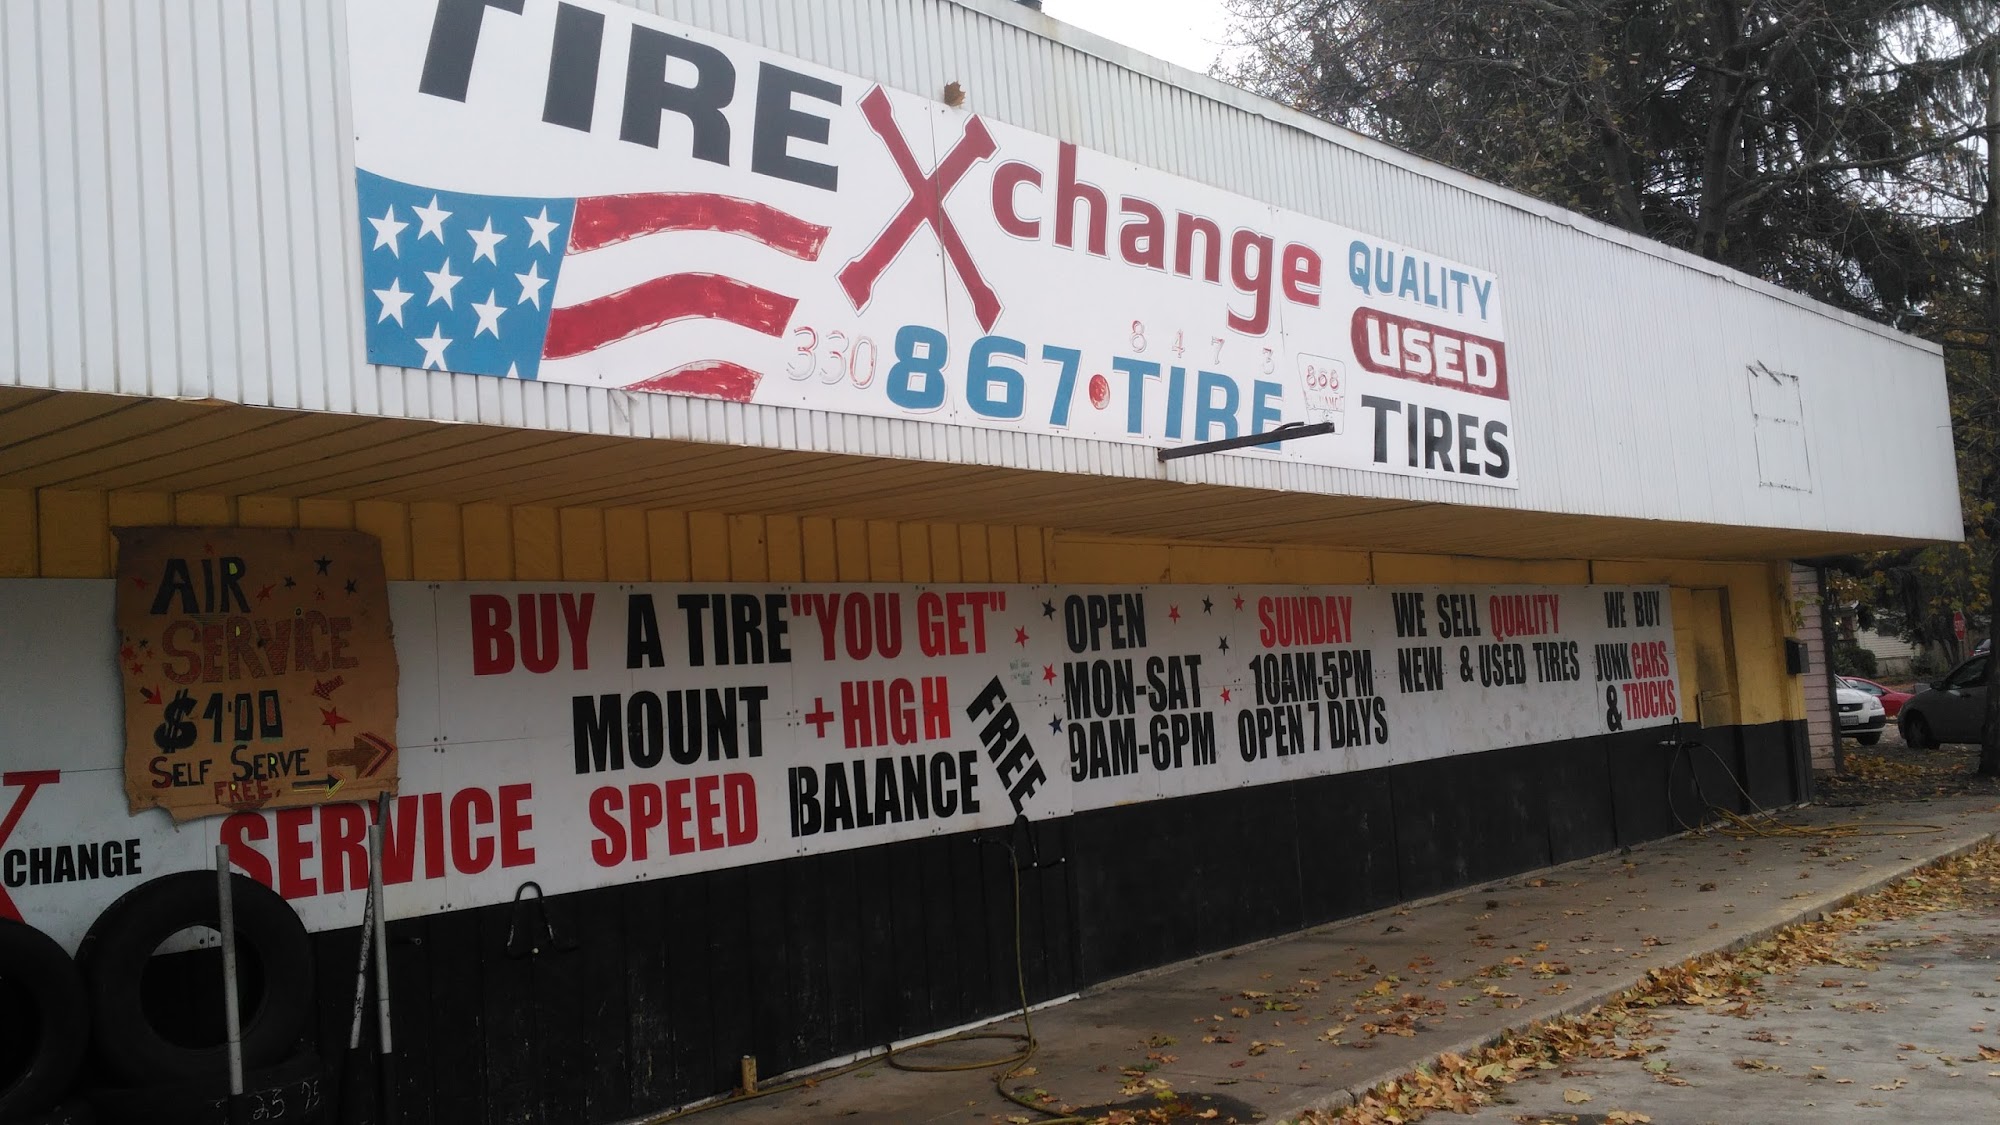 TIRE Xchange
QUALITY
USED
TIRES
8 4 7 3
330 867•TIRE
AIR
SERVICE
$1.00
SELF SERVE
FREE
XCHANGE
BUY A TIRE "YOU GET"
MOUNT + HIGH
SERVICE SPEED BALANCE
FREE
OPEN
MON-SAT
9AM-6PM
SUNDAY
10AM-5PM
OPEN 7 DAYS
WE SELL QUALITY
NEW & USED TIRES
WE BUY
JUNK CARS
& TRUCKS